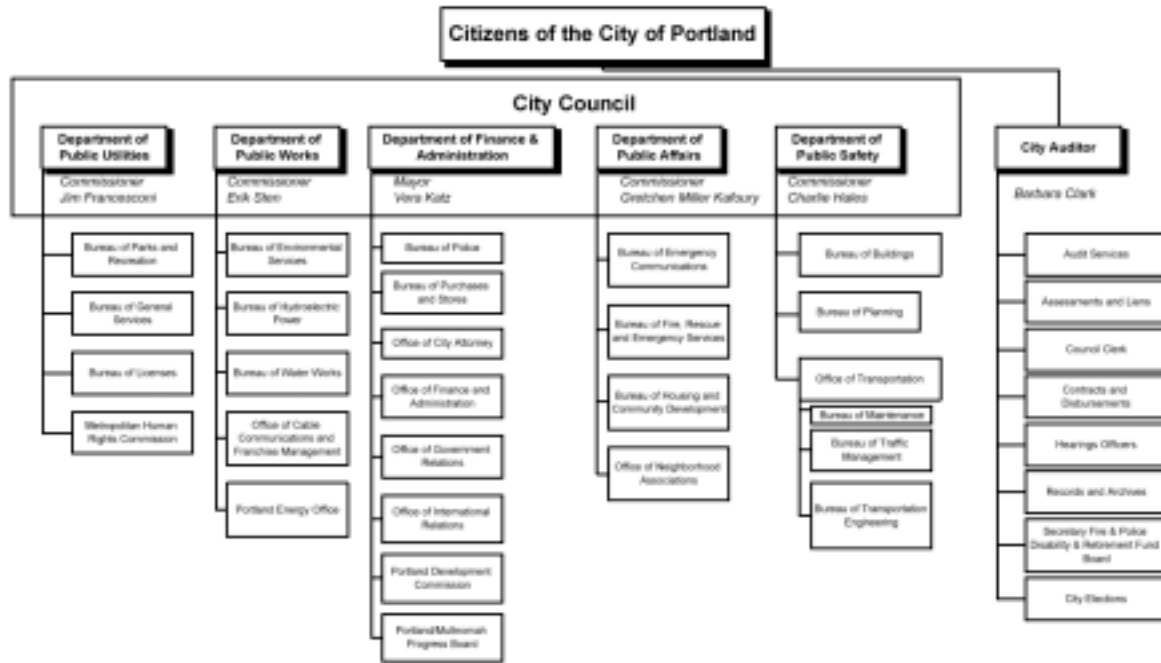 Citizens of the City of Portland
City Council
Department of
Public Utilities
Commissioner
Jim Francesconi
Bureau of Parks and
Recreation
Bureau of General
Services
Bureau of Licenses
Metropolitan Human
Rights Commission
Department of
Public Works
Commissioner
Erik Sten
Bureau of Environmental
Services
Bureau of Hydroelectric
Power
Bureau of Water Works
Office of Cable
Communications and
Franchise Management
Portland Energy Office
Department of Finance &
Administration
Mayor
Vera Katz
Bureau of Police
Bureau of Purchases
and Stores
Office of City Attorney
Office of Finance and
Administration
Office of Government
Relations
Office of International
Relations
Portland Development
Commission
Portland/Multnomah
Progress Board
Department of
Public Affairs
Commissioner
Gretchen Miller Kafoury
Bureau of Emergency
Communications
Bureau of Fire, Rescue
and Emergency Services
Bureau of Housing and
Community Development
Office of Neighborhood
Associations
Department of
Public Safety
Commissioner
Charlie Hales
Bureau of Buildings
Bureau of Planning
Office of Transportation
Bureau of Maintenance
Bureau of Traffic
Management
Bureau of Transportation
Engineering
City Auditor
Barbara Clark
Audit Services
Assessments and Liens
Council Clerk
Contracts and
Disbursements
Hearings Officers
Records and Archives
Secretary Fire & Police
Disability & Retirement Fund
Board
City Elections